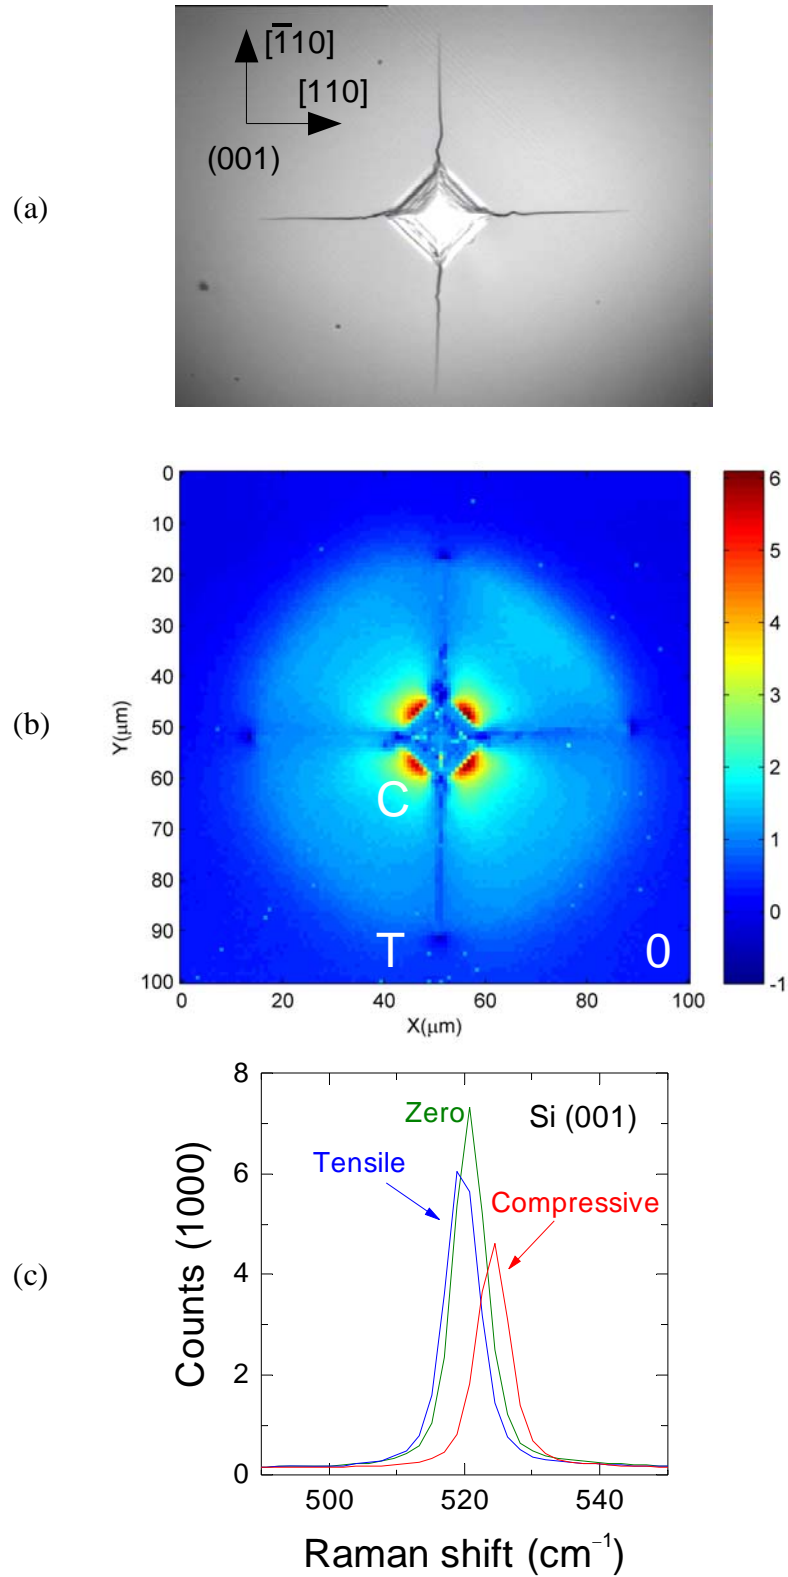 (a)
[1̅10]
[110]
(001)
(b)
0
10
20
30
40
50
60
70
80
90
100
Y(μm)
C
T
0
0 20 40 60 80 100
X(μm)
6
5
4
3
2
1
0
-1
(c)
8
6
4
2
0
Counts (1000)
Zero
Si (001)
Tensile
Compressive
500 520 540
Raman shift (cm⁻¹)